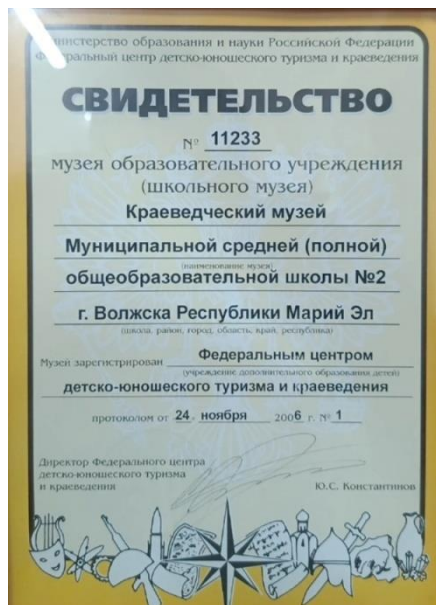 Министерство образования и науки Российской Федерации
Федеральный центр детско-юношеского туризма и краеведения
СВИДЕТЕЛЬСТВО
№ 11233
музея образовательного учреждения
(школьного музея)
Краеведческий музей
Муниципальной средней (полной)
(наименование музея)
общеобразовательной школы №2
г. Волжска Республики Марий Эл
(школа, район, город, область, край, республика)
Музей зарегистрирован Федеральным центром
(учреждение дополнительного образования детей)
детско-юношеского туризма и краеведения
протоколом от 24 ноября 2006 г. № 1
Директор Федерального центра
детско-юношеского туризма
и краеведения Ю.С. Константинов